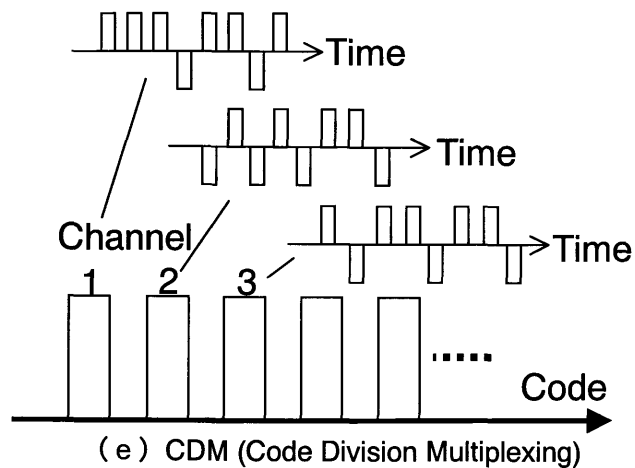 Time
Time
Channel
Time
1 2 3
Code
(e) CDM (Code Division Multiplexing)